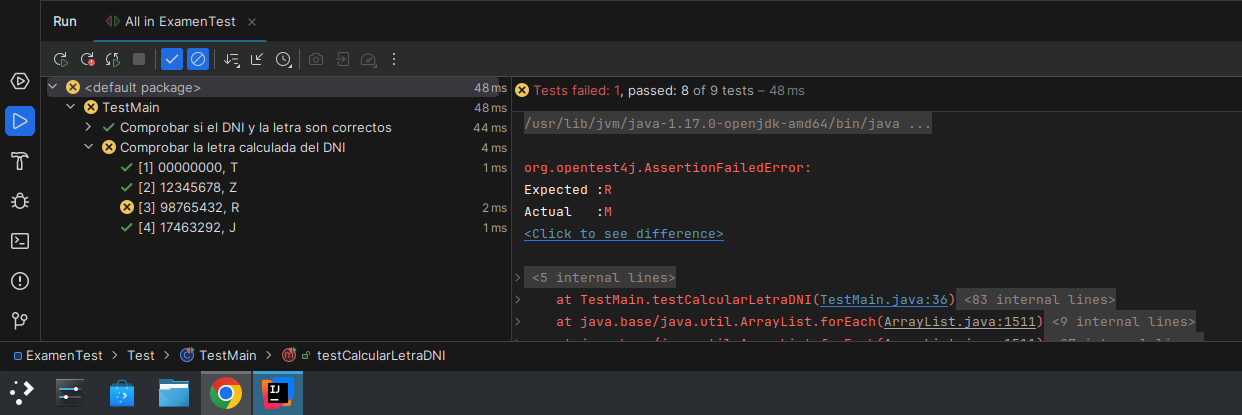 Run All in ExamenTest
<default package> 48 ms
TestMain 48 ms
Comprobar si el DNI y la letra son correctos 44 ms
Comprobar la letra calculada del DNI 4 ms
[1] 00000000, T 1 ms
[2] 12345678, Z
[3] 98765432, R 2 ms
[4] 17463292, J 1 ms
Tests failed: 1, passed: 8 of 9 tests – 48 ms
/usr/lib/jvm/java-1.17.0-openjdk-amd64/bin/java ...
org.opentest4j.AssertionFailedError:
Expected :R
Actual :M
<Click to see difference>
<5 internal lines>
at TestMain.testCalcularLetraDNI(TestMain.java:36) <83 internal lines>
at java.base/java.util.ArrayList.forEach(ArrayList.java:1511) <9 internal lines>
ExamenTest > Test > TestMain > testCalcularLetraDNI